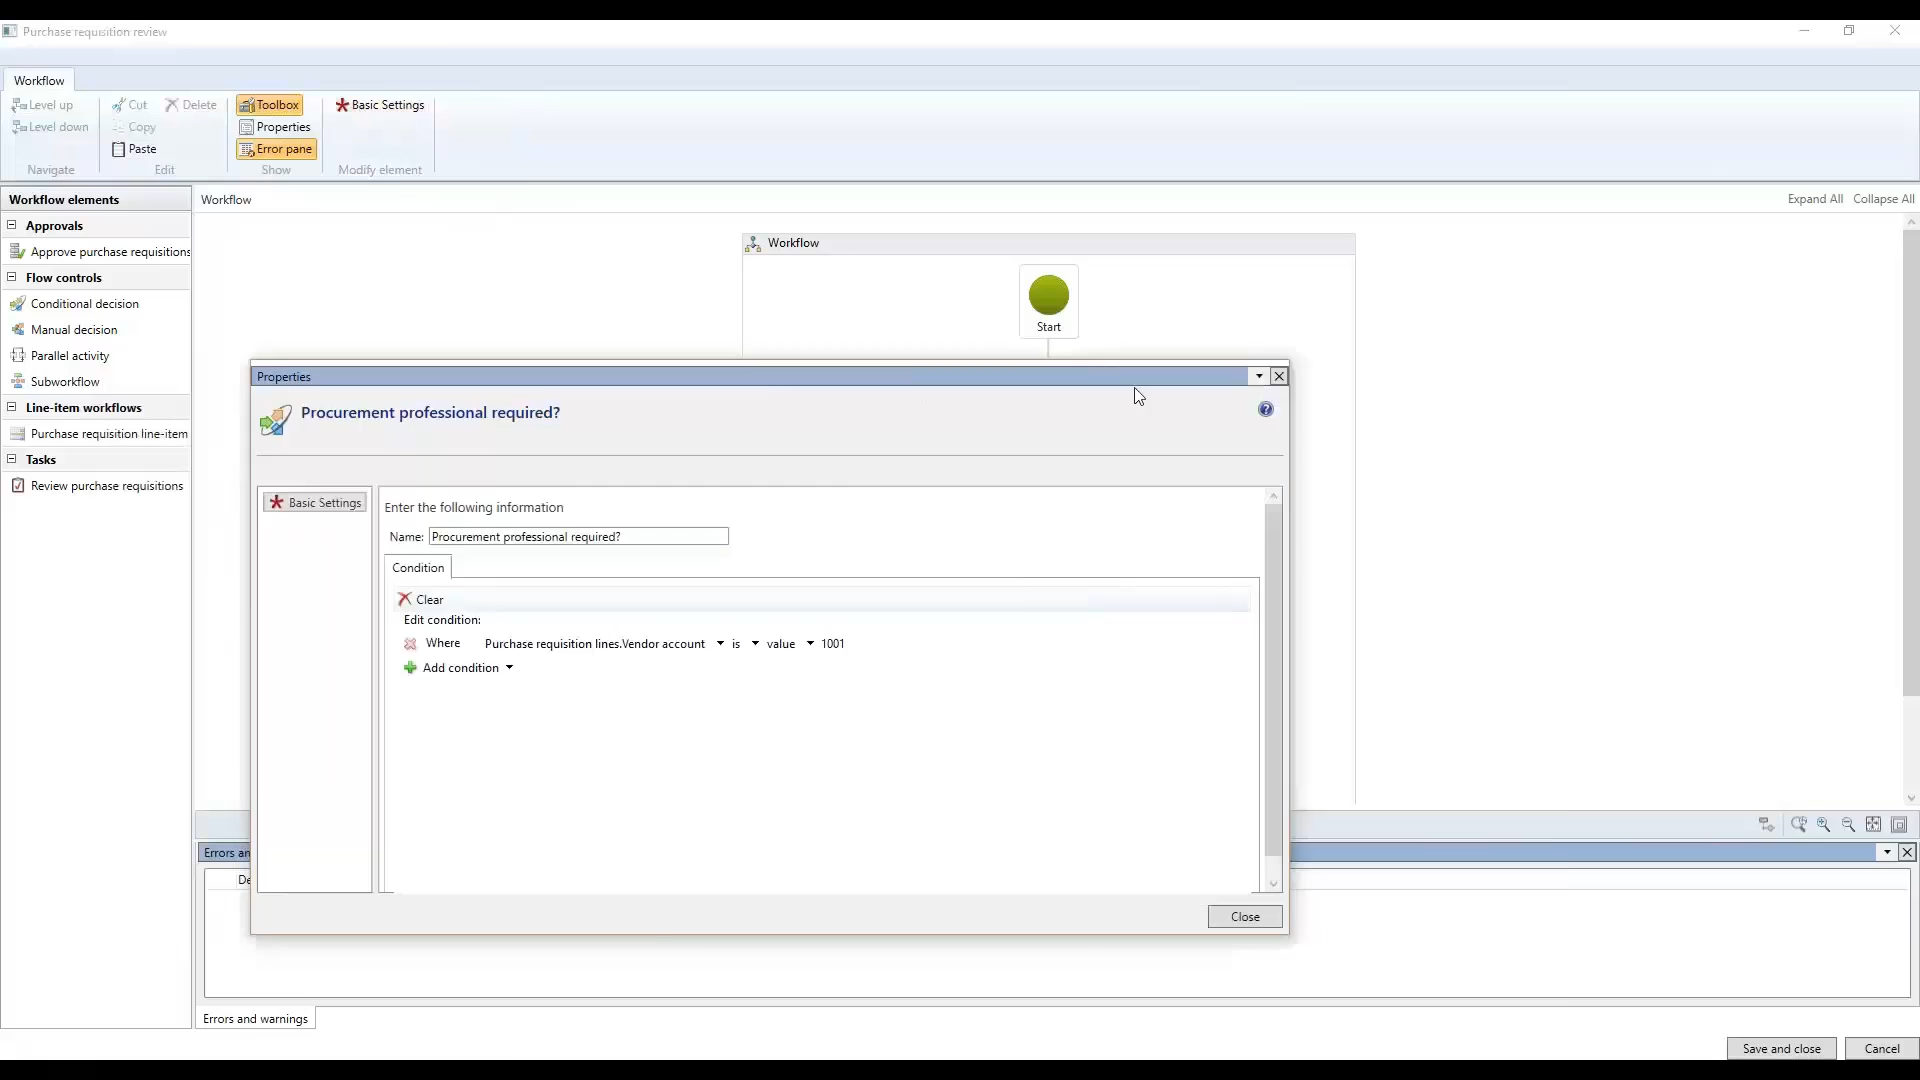 Purchase requisition review
Workflow
Level up
Cut
Delete
Toolbox
Basic Settings
Level down
Copy
Properties
Paste
Error pane
Navigate
Edit
Show
Modify element
Workflow elements
Workflow
Expand All
Collapse All
Approvals
Approve purchase requisitions
Flow controls
Conditional decision
Manual decision
Parallel activity
Subworkflow
Line-item workflows
Purchase requisition line-item
Tasks
Review purchase requisitions
Workflow
Start
Properties
Procurement professional required?
Basic Settings
Enter the following information
Name: Procurement professional required?
Condition
Clear
Edit condition:
Where Purchase requisition lines.Vendor account is value 1001
Add condition
Close
Errors an
De
Errors and warnings
Save and close
Cancel